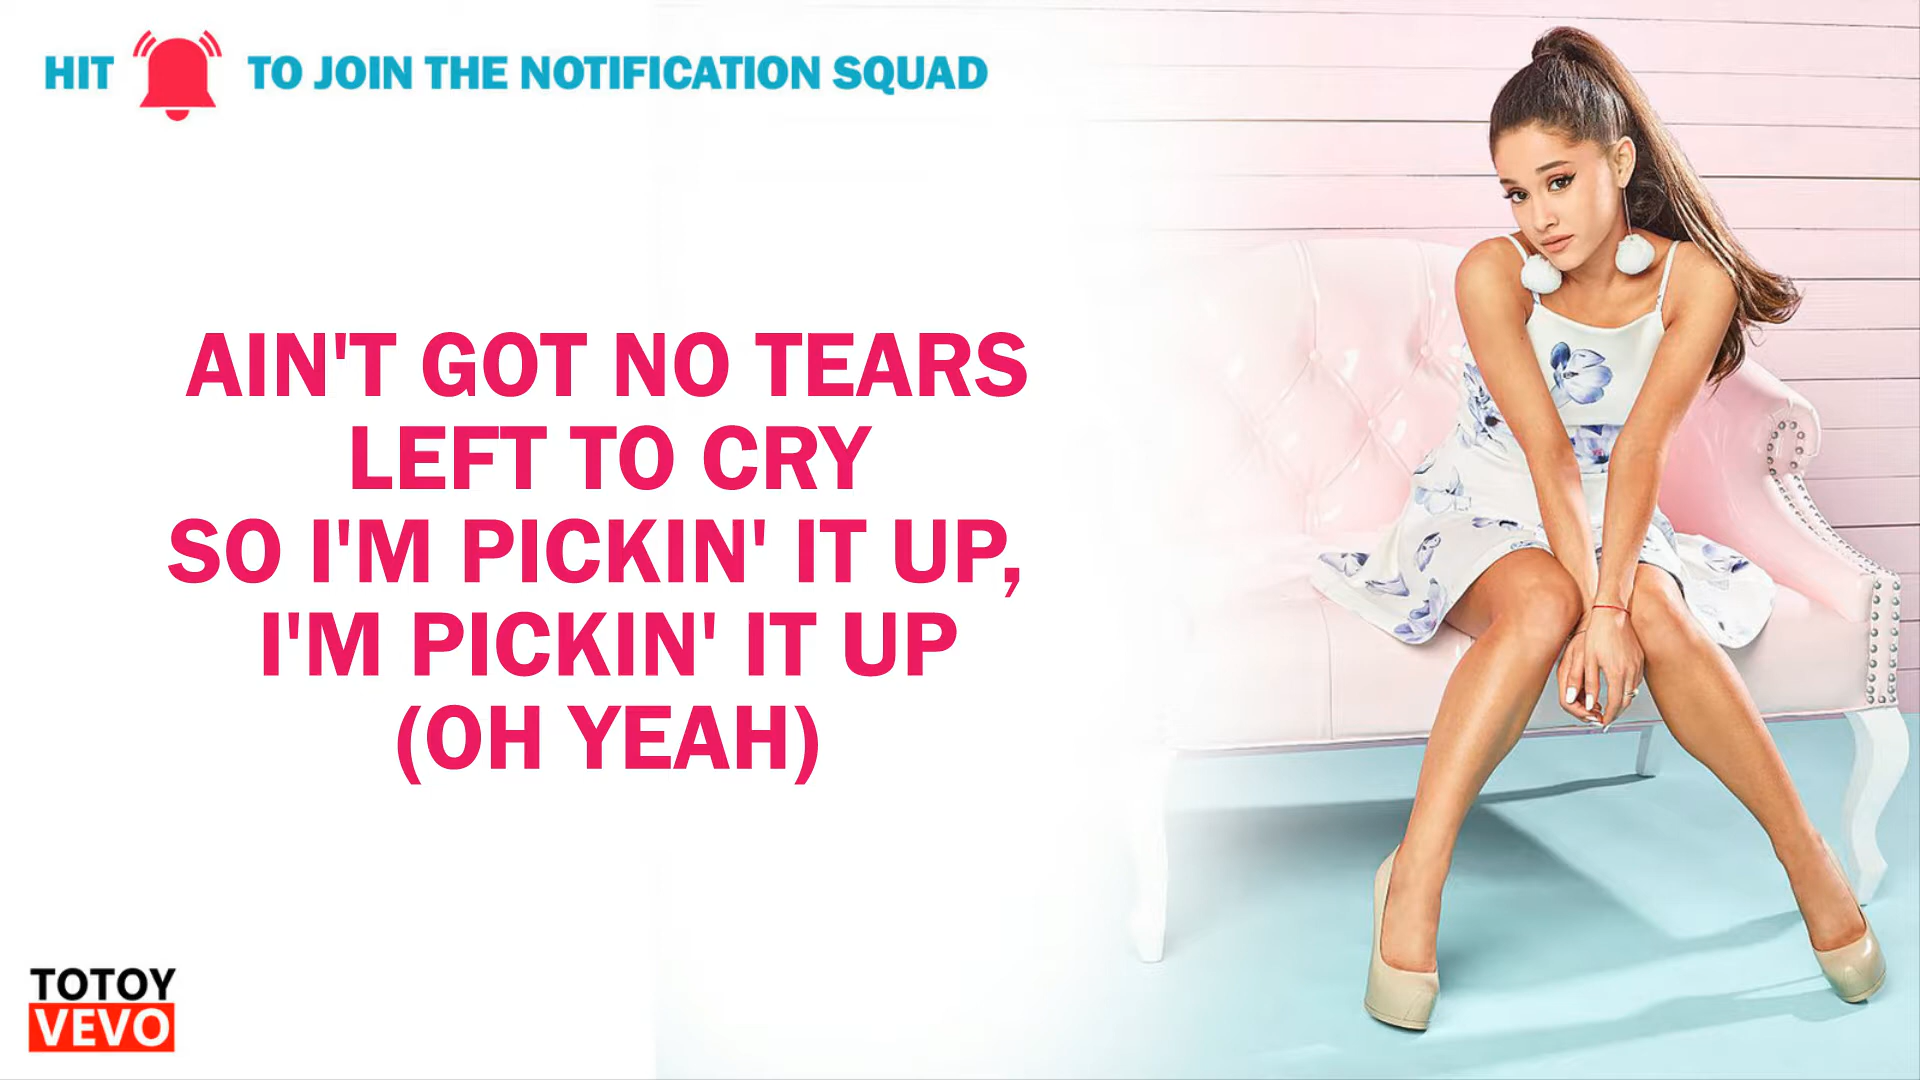 HIT TO JOIN THE NOTIFICATION SQUAD
AIN'T GOT NO TEARS
LEFT TO CRY
SO I'M PICKIN' IT UP,
I'M PICKIN' IT UP
(OH YEAH)
TOTOY
VEVO